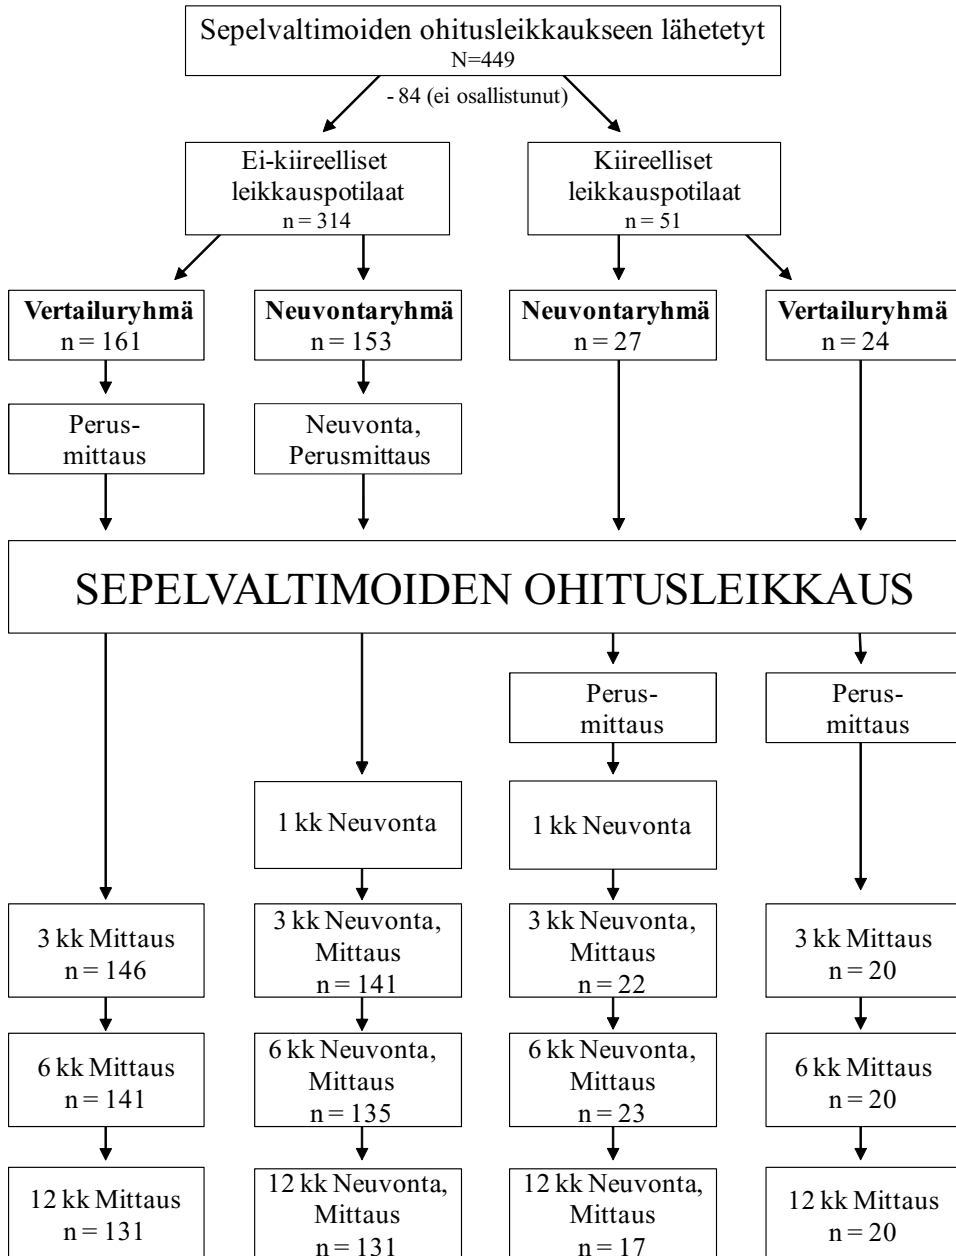 Sepelvaltimoiden ohitusleikkaukseen lähetetyt
N=449
- 84 (ei osallistunut)
Ei-kiireelliset
leikkauspotilaat
n = 314
Kiireelliset
leikkauspotilaat
n = 51
Vertailuryhmä
n = 161
Neuvontaryhmä
n = 153
Neuvontaryhmä
n = 27
Vertailuryhmä
n = 24
Perus-
mittaus
Neuvonta,
Perusmittaus
SEPELVALTIMOIDEN OHITUSLEIKKAUS
Perus-
mittaus
Perus-
mittaus
1 kk Neuvonta
1 kk Neuvonta
3 kk Mittaus
n = 146
3 kk Neuvonta,
Mittaus
n = 141
3 kk Neuvonta,
Mittaus
n = 22
3 kk Mittaus
n = 20
6 kk Mittaus
n = 141
6 kk Neuvonta,
Mittaus
n = 135
6 kk Neuvonta,
Mittaus
n = 23
6 kk Mittaus
n = 20
12 kk Mittaus
n = 131
12 kk Neuvonta,
Mittaus
n = 131
12 kk Neuvonta,
Mittaus
n = 17
12 kk Mittaus
n = 20